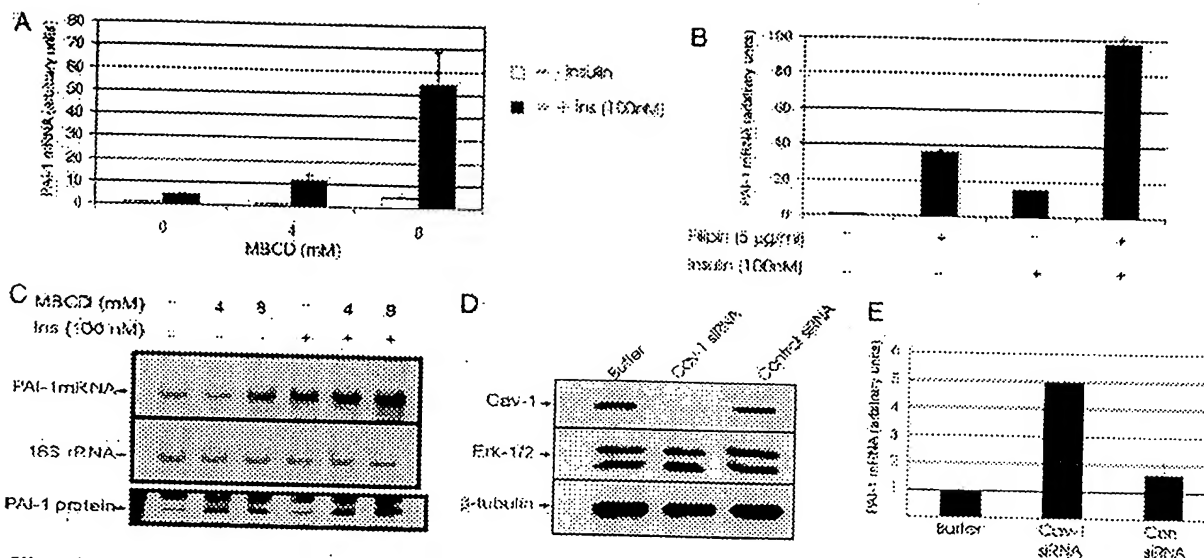 A
PAI-1 mRNA (arbitrary units)
80
70
60
50
40
30
20
10
0
0
4
8
MBCD (mM)
- insulin
+ Ins (100nM)
B
PAI-1 mRNA (arbitrary units)
100
80
60
40
20
0
Filipin (5 µg/ml)
- + - +
Insulin (100nM)
- - + +
C
MBCD (mM) - 4 8 - 4 8
Ins (100 nM) - - - + + +
PAI-1mRNA
18S rRNA
PAI-1 protein
D
Buffer
Cav-1 siRNA
Control siRNA
Cav-1
Erk-1/2
β-tubulin
E
PAI-1 mRNA (arbitrary units)
6
5
4
3
2
1
Buffer
Cav-1 siRNA
Con siRNA